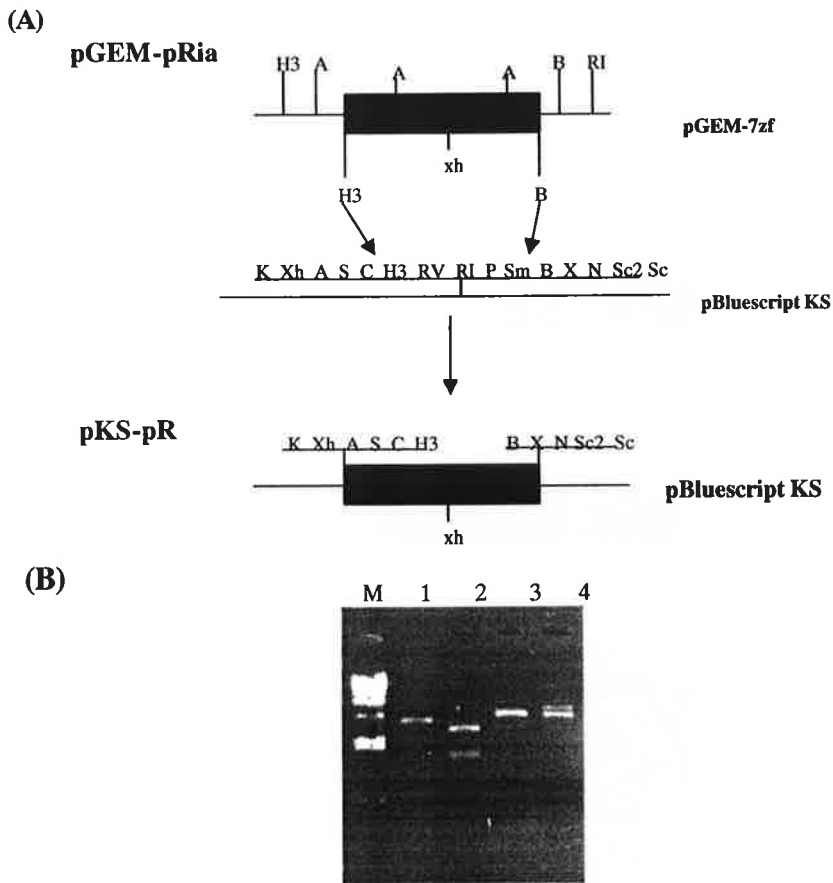 (A)
pGEM-pRia
H3 A A A B RI
pGEM-7zf
xh
H3 B
K Xh A S C H3 RV RI P Sm B X N Sc2 Sc
pBluescript KS
pKS-pR
K Xh A S C H3 B X N Sc2 Sc
pBluescript KS
xh
(B)
M 1 2 3 4